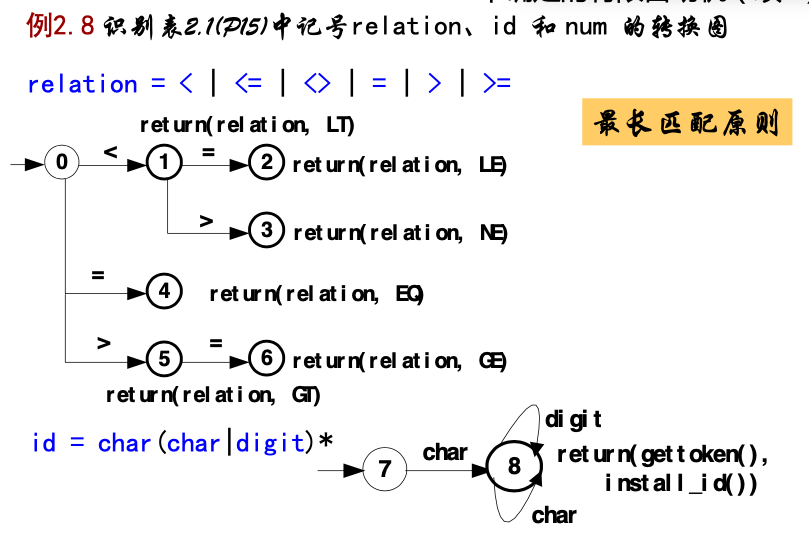 例2.8 识别表2.1(P15)中记号relation、id 和 num 的转换图
relation = < | <= | <> | = | > | >=
最长匹配原则
return(relation, LT)
0
<
1
=
2
return(relation, LE)
>
3
return(relation, NE)
=
4
return(relation, EQ)
>
5
=
6
return(relation, GE)
return(relation, GT)
id = char(char|digit)*
7
char
8
digit
return(gettoken(),
install_id())
char